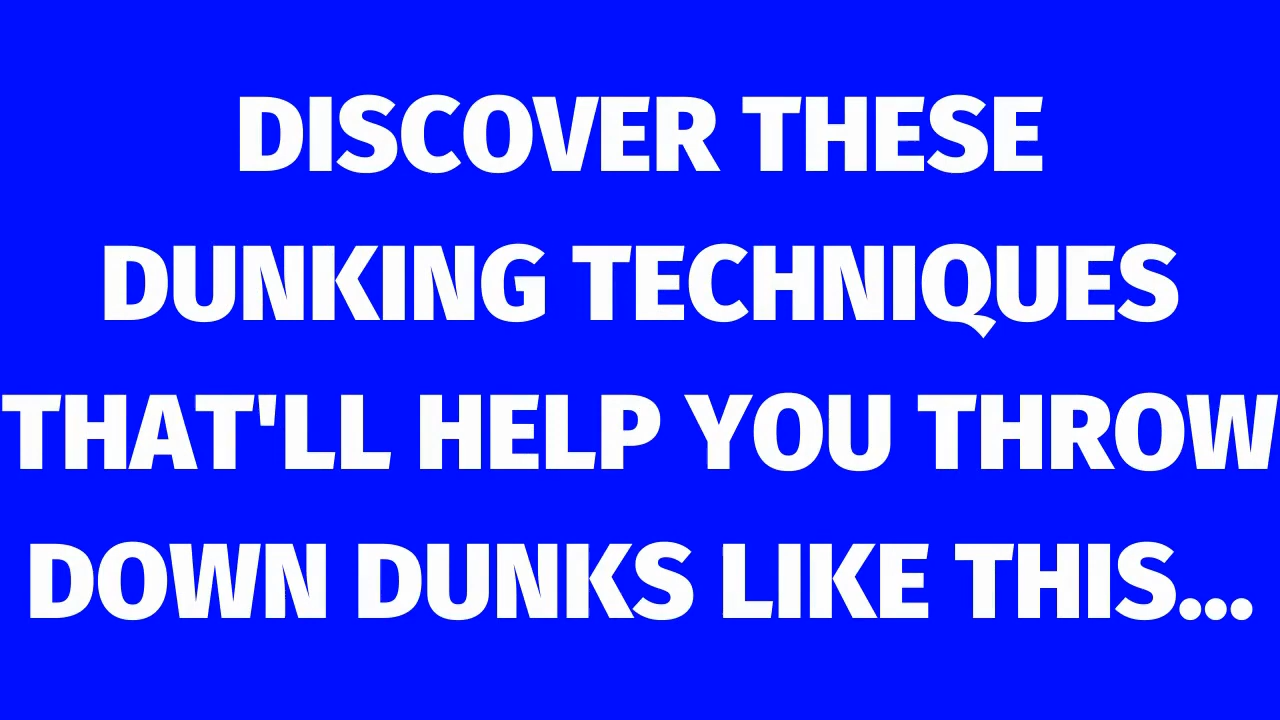 DISCOVER THESE
DUNKING TECHNIQUES
THAT'LL HELP YOU THROW
DOWN DUNKS LIKE THIS...